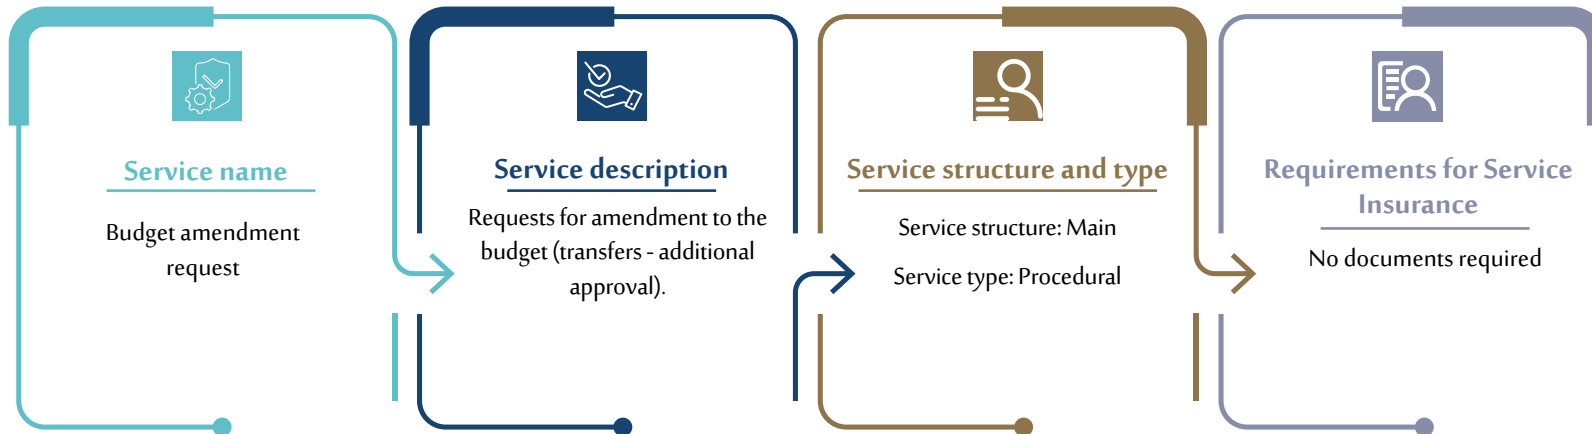 Service name
Budget amendment
request
Service description
Requests for amendment to the
budget (transfers - additional
approval).
Service structure and type
Service structure: Main
Service type: Procedural
Requirements for Service
Insurance
No documents required